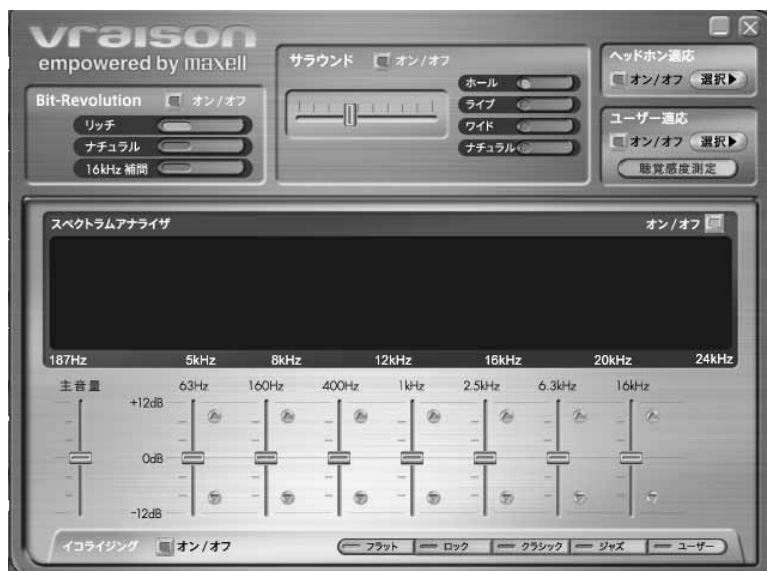 vraison
empowered by maxell
Bit-Revolution オン/オフ
リッチ
ナチュラル
16kHz 補間
サラウンド オン/オフ
ホール
ライブ
ワイド
ナチュラル
ヘッドホン適応
オン/オフ 選択▶
ユーザー適応
オン/オフ 選択▶
聴覚感度測定
スペクトラムアナライザ オン/オフ
187Hz 5kHz 8kHz 12kHz 16kHz 20kHz 24kHz
主音量 63Hz 160Hz 400Hz 1kHz 2.5kHz 6.3kHz 16kHz
+12dB
0dB
-12dB
イコライジング オン/オフ
フラット ロック クラシック ジャズ ユーザー